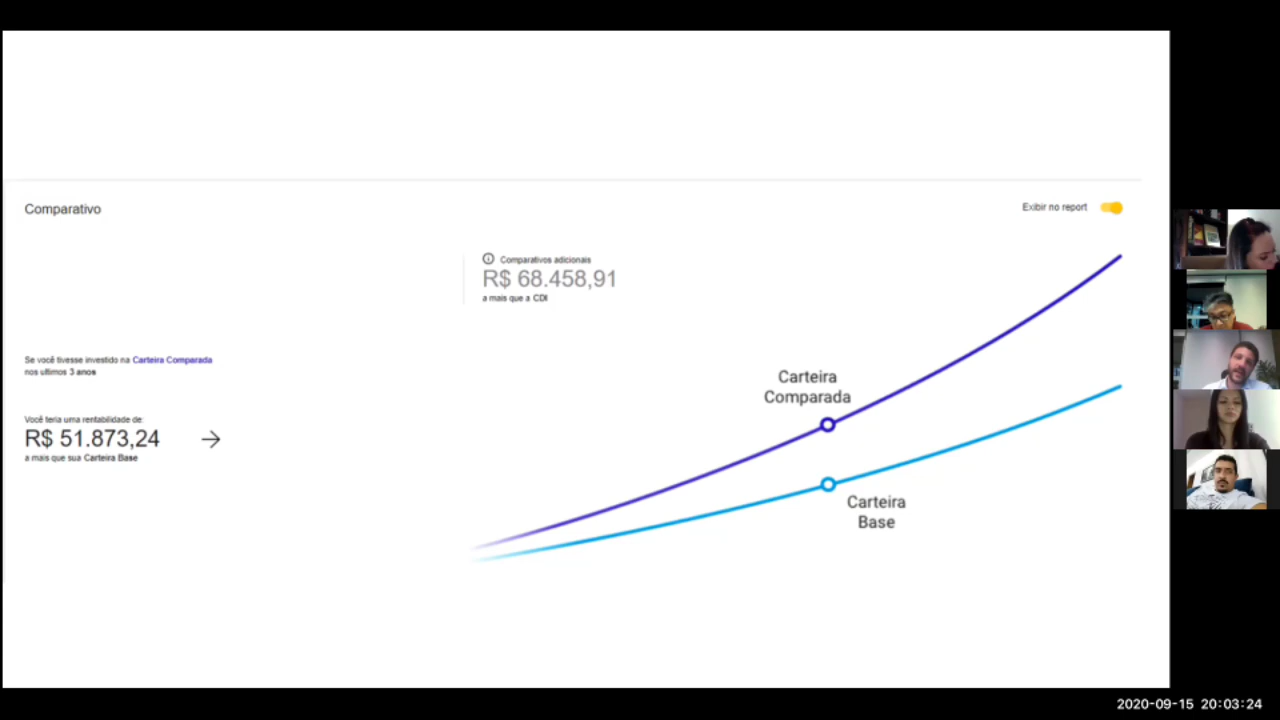 Comparativo
Exibir no report
Comparativos adicionais
R$ 68.458,91
a mais que a CDI
Se você tivesse investido na Carteira Comparada
nos ultimos 3 anos
Você teria uma rentabilidade de:
R$ 51.873,24
a mais que sua Carteira Base
Carteira
Comparada
Carteira
Base
2020-09-15 20:03:24